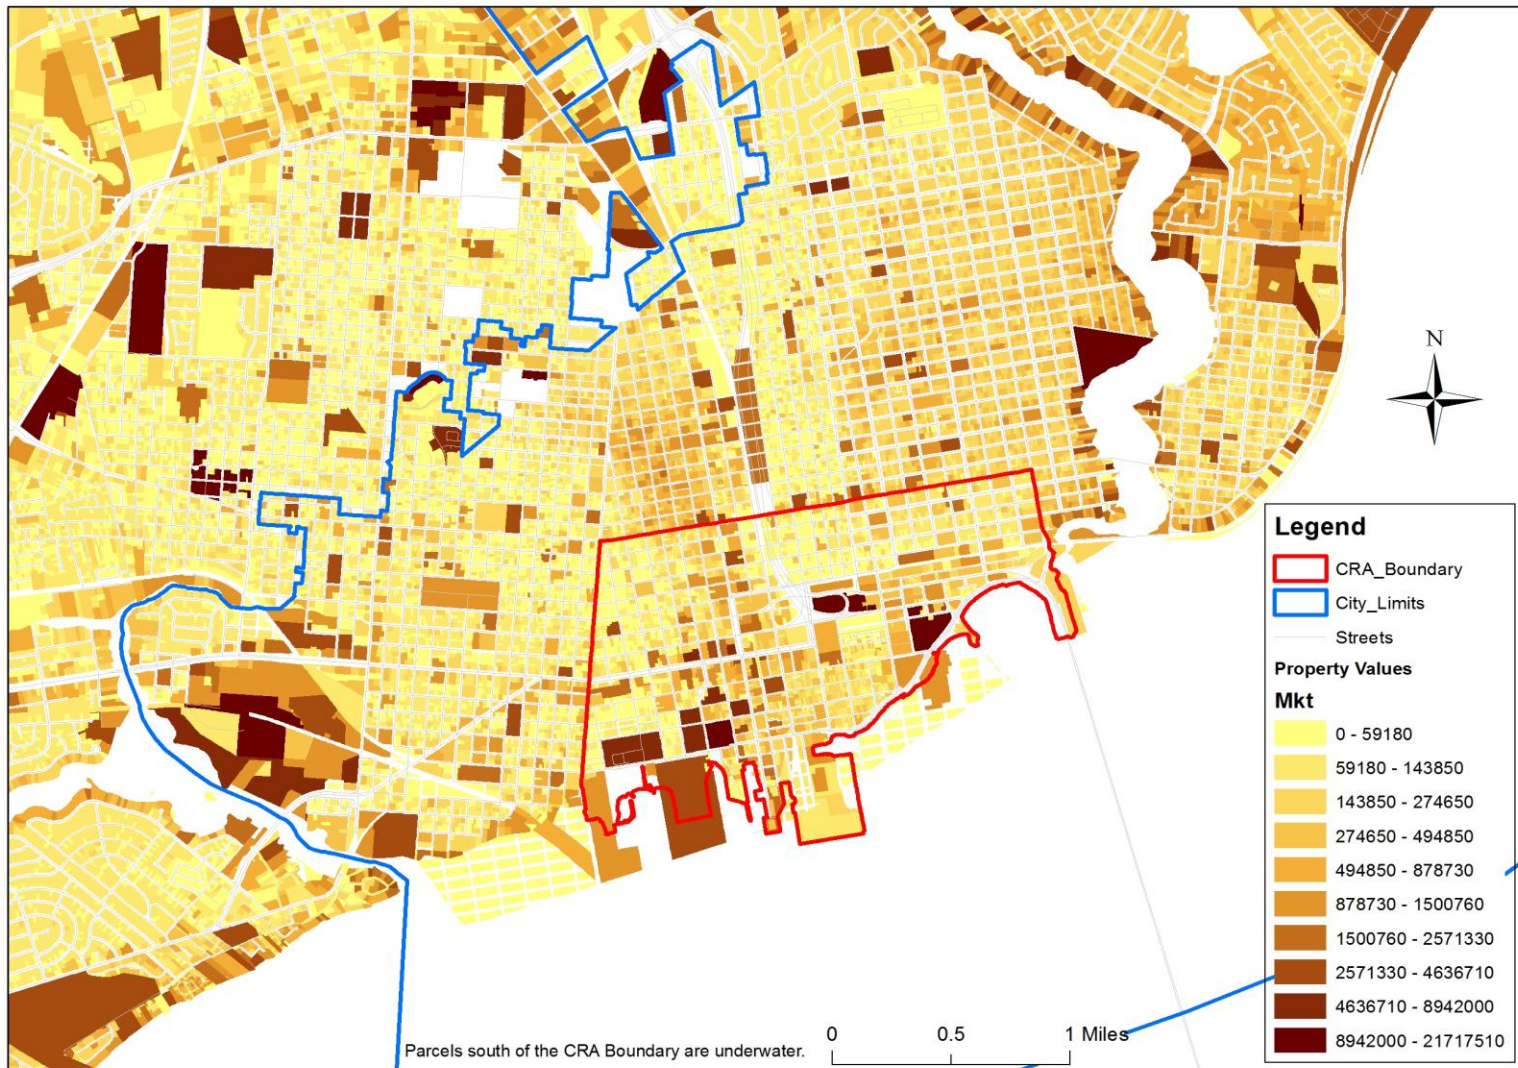 N
Legend
CRA_Boundary
City_Limits
Streets
Property Values
Mkt
0 - 59180
59180 - 143850
143850 - 274650
274650 - 494850
494850 - 878730
878730 - 1500760
1500760 - 2571330
2571330 - 4636710
4636710 - 8942000
8942000 - 21717510
0 0.5 1 Miles
Parcels south of the CRA Boundary are underwater.